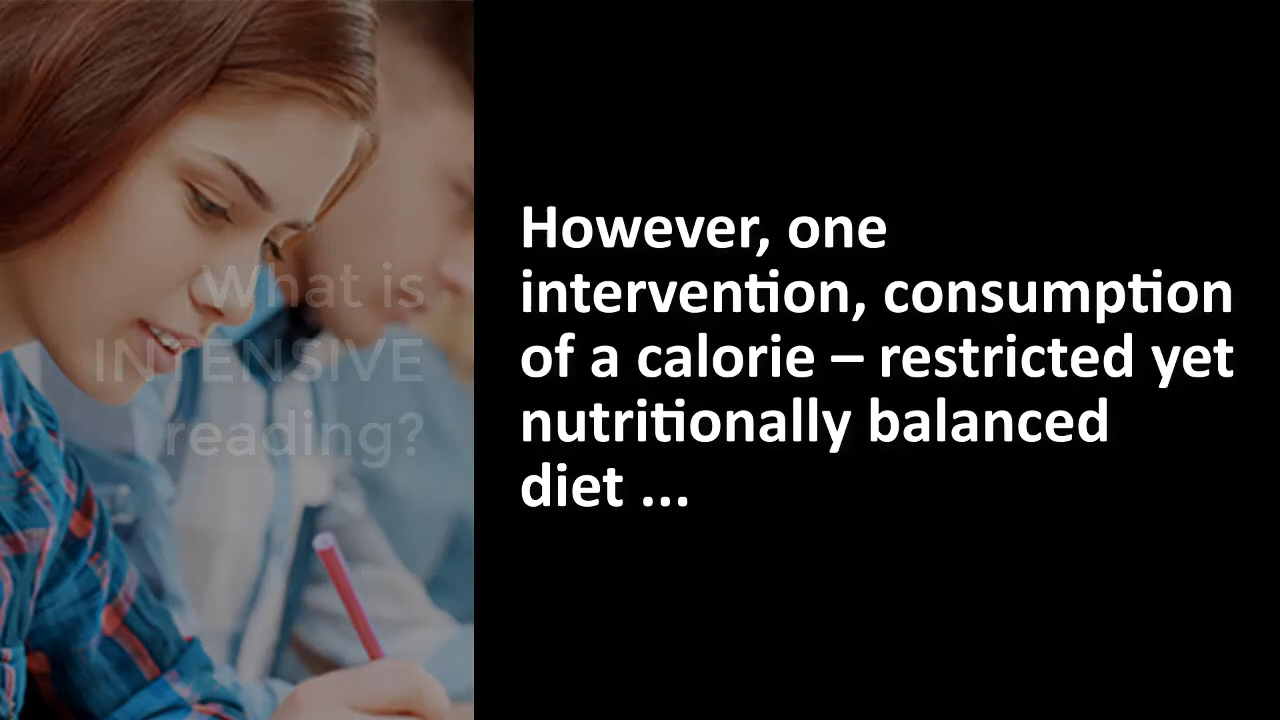 What is
INTENSIVE
reading?
However, one
intervention, consumption
of a calorie – restricted yet
nutritionally balanced
diet ...